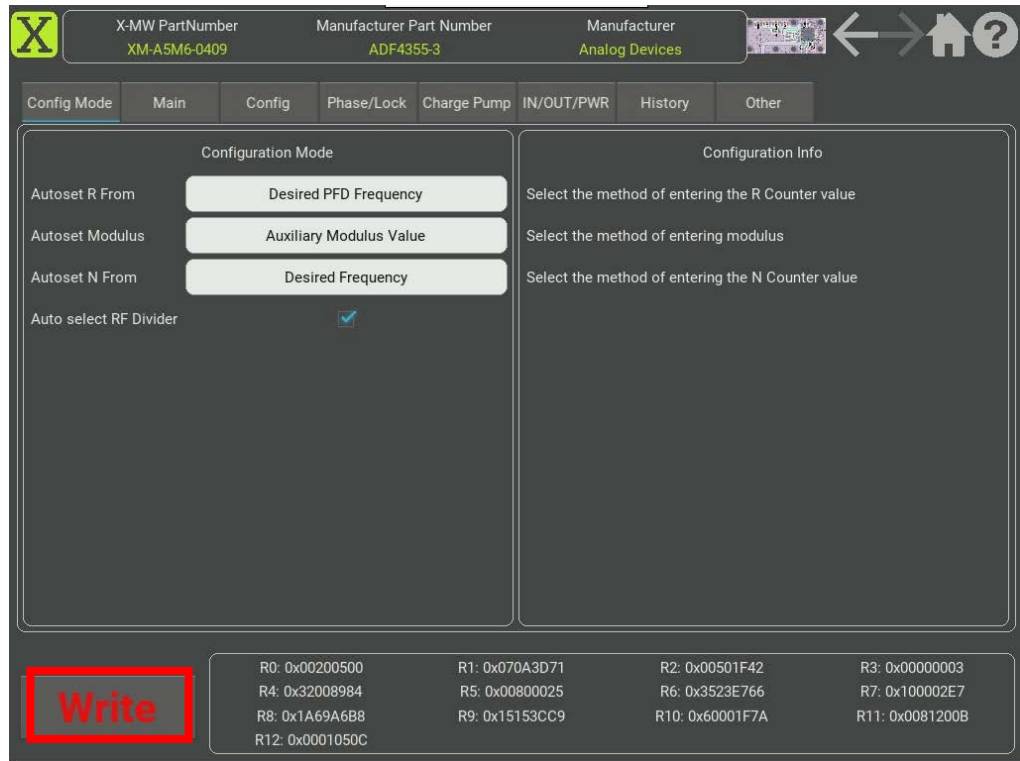 X
X-MW PartNumber Manufacturer Part Number Manufacturer
XM-A5M6-0409 ADF4355-3 Analog Devices
?
Config Mode Main Config Phase/Lock Charge Pump IN/OUT/PWR History Other
Configuration Mode Configuration Info
Autoset R From Desired PFD Frequency Select the method of entering the R Counter value
Autoset Modulus Auxiliary Modulus Value Select the method of entering modulus
Autoset N From Desired Frequency Select the method of entering the N Counter value
Auto select RF Divider
Write
R0: 0x00200500 R1: 0x070A3D71 R2: 0x00501F42 R3: 0x00000003
R4: 0x32008984 R5: 0x00800025 R6: 0x3523E766 R7: 0x100002E7
R8: 0x1A69A6B8 R9: 0x15153CC9 R10: 0x60001F7A R11: 0x0081200B
R12: 0x0001050C